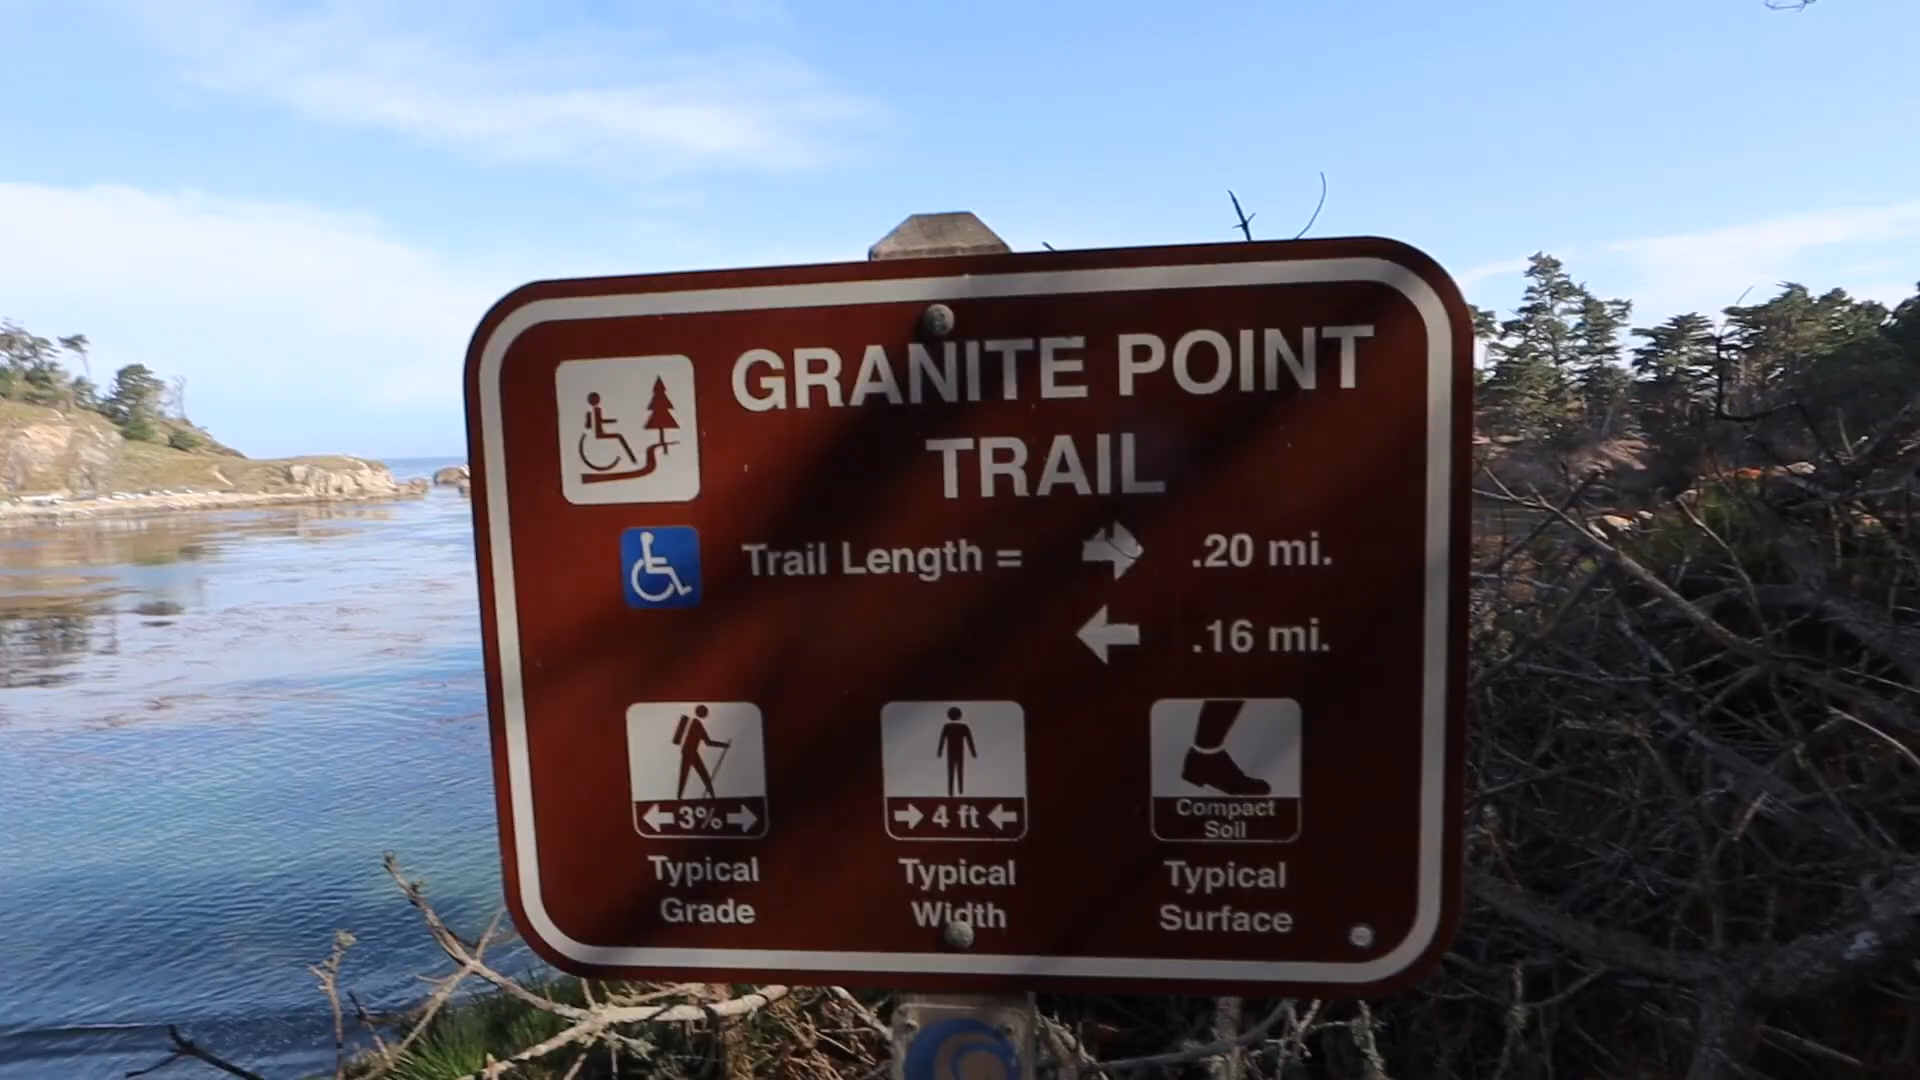 GRANITE POINT
TRAIL
Trail Length = .20 mi.
.16 mi.
3%
4 ft
Compact
Soil
Typical
Grade
Typical
Width
Typical
Surface